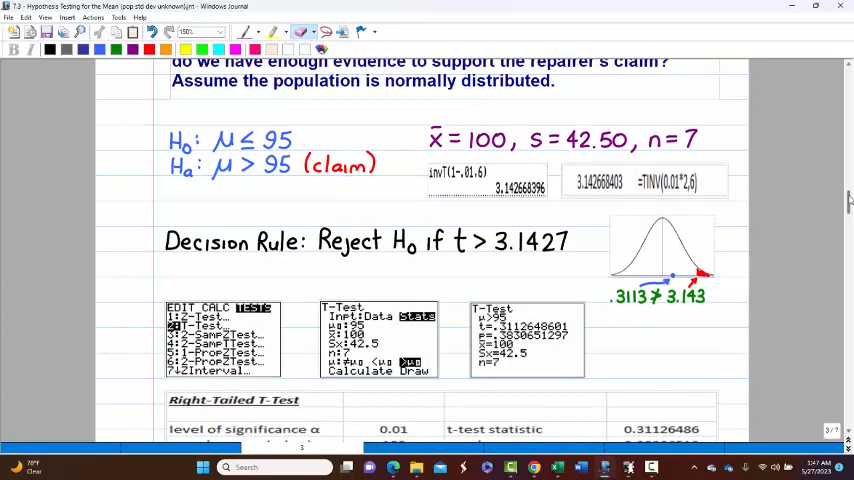 7.3 - Hypothesis Testing for the Mean (pop std dev unknown).jnt - Windows Journal
File Edit View Insert Actions Tools Help
150%
B I
do we have enough evidence to support the repairer's claim?
Assume the population is normally distributed.
H₀: μ ≤ 95
Hₐ: μ > 95 (claim)
x̄ = 100, s = 42.50, n = 7
invT(1-.01,6)
3.142668396
3.142668403 =TINV(0.01*2,6)
Decision Rule: Reject H₀ if t > 3.1427
.3113 ≯ 3.143
EDIT CALC TESTS
1:Z-Test…
2:T-Test…
3:2-SampZTest…
4:2-SampTTest…
5:1-PropZTest…
6:2-PropZTest…
7↓ZInterval…
T-Test
Inpt:Data Stats
μ₀:95
x̄:100
Sx:42.5
n:7
μ:≠μ₀ <μ₀ >μ₀
Calculate Draw
T-Test
μ>95
t=.3112648601
p=.3830651297
x̄=100
Sx=42.5
n=7
Right-Tailed T-Test
level of significance α 0.01 t-test statistic 0.31126486
3 / 7
3
78°F
Clear
Search
1:47 AM
5/27/2023